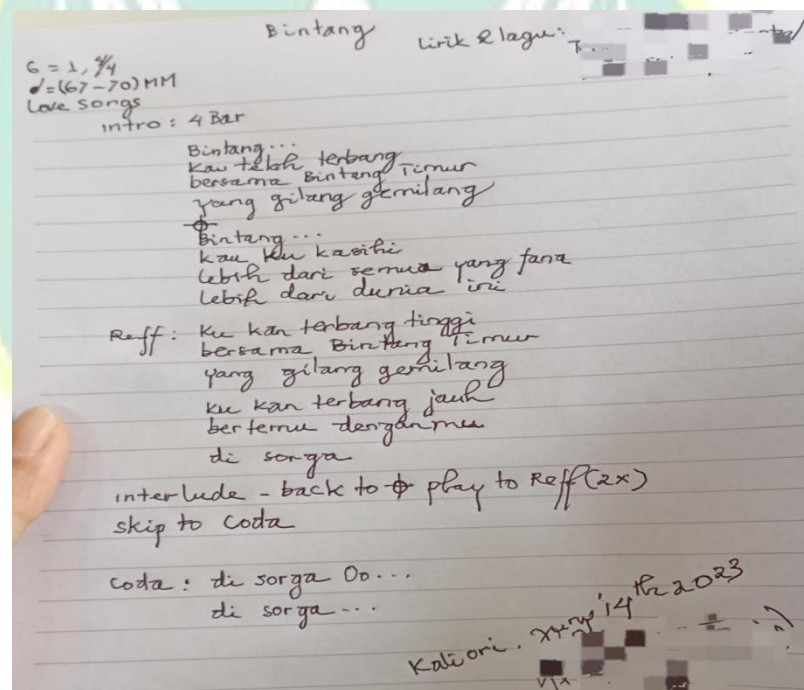 Bintang
Lirik & lagu:
G = 1, 4/4
= (67-70) MM
Love songs
intro : 4 Bar
Bintang...
Kau telah terbang
bersama Bintang Timur
yang gilang gemilang
Bintang...
kau ku kasihi
lebih dari semua yang fana
lebih dari dunia ini
Reff : Ku kan terbang tinggi
bersama Bintang Timur
yang gilang gemilang
ku kan terbang jauh
bertemu denganmu
di sorga
interlude - back to ϕ play to Reff (2x)
skip to Coda
Coda : di sorga Oo...
di sorga ...
Kaliori, 14th 2023